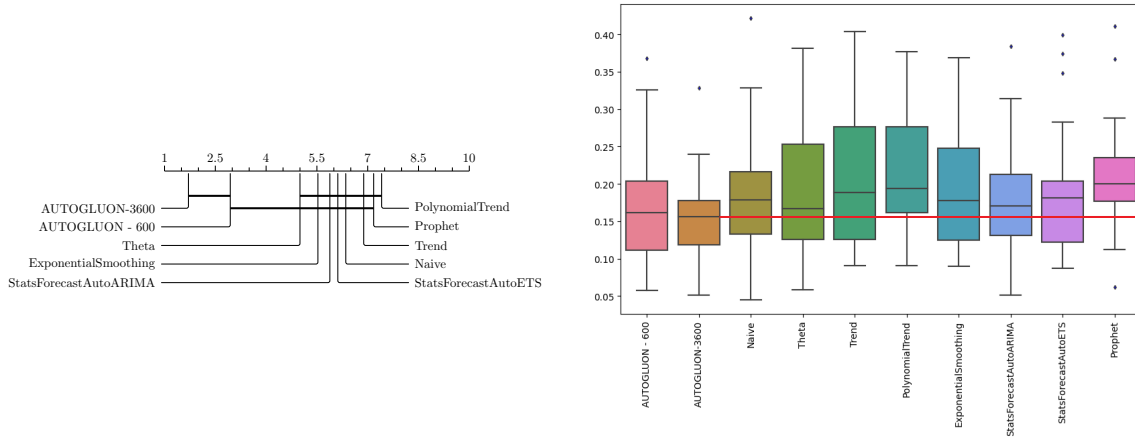 1 2.5 4 5.5 7 8.5 10
AUTOGLUON-3600
AUTOGLUON - 600
Theta
ExponentialSmoothing
StatsForecastAutoARIMA
PolynomialTrend
Prophet
Trend
Naive
StatsForecastAutoETS
0.40
0.35
0.30
0.25
0.20
0.15
0.10
0.05
AUTOGLUON - 600
AUTOGLUON-3600
Naive
Theta
Trend
PolynomialTrend
ExponentialSmoothing
StatsForecastAutoARIMA
StatsForecastAutoETS
Prophet